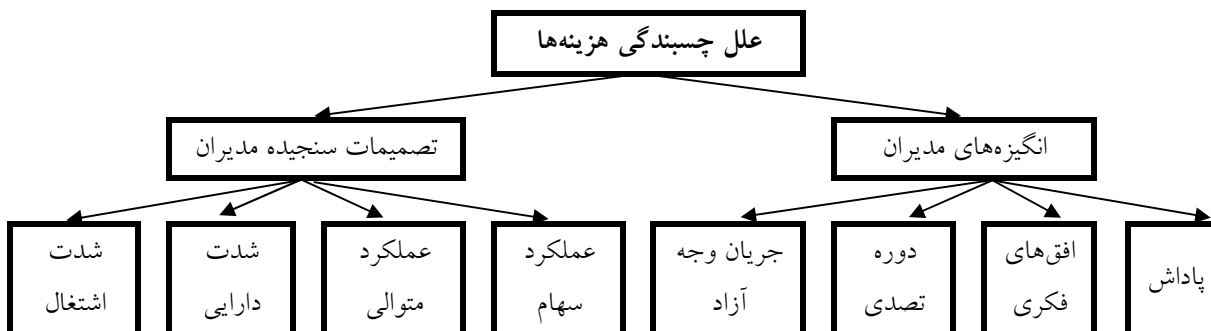 علل چسبندگی هزینه‌ها
انگیزه‌های مدیران
تصمیمات سنجیده مدیران
پاداش
افق‌های
فکری
دوره
تصدی
جریان وجه
آزاد
عملکرد
سهام
عملکرد
متوالی
شدت
دارایی
شدت
اشتغال